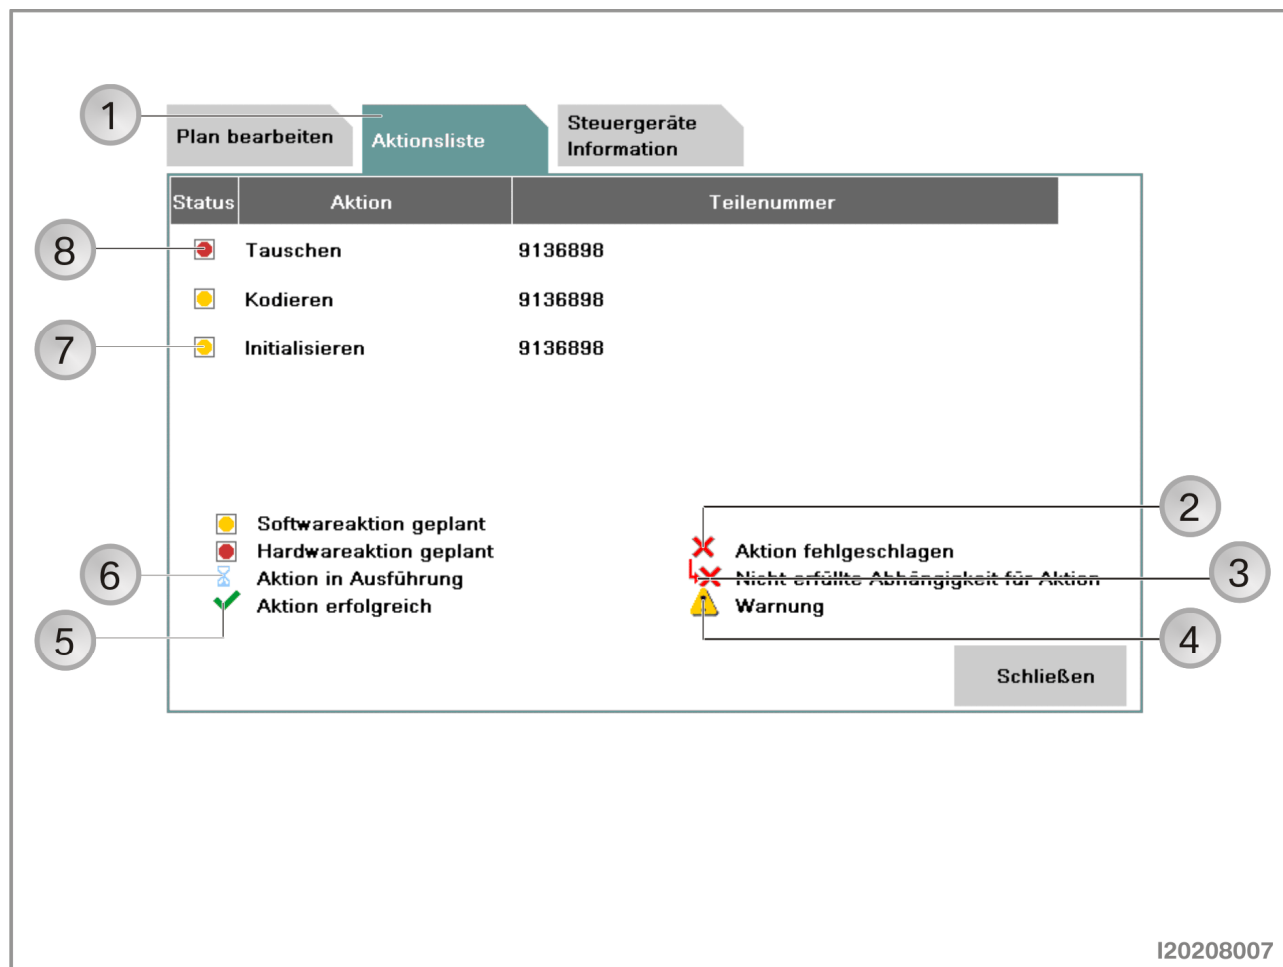 1
Plan bearbeiten
Aktionsliste
Steuergeräte
Information
Status Aktion Teilenummer
8
Tauschen 9136898
Kodieren 9136898
7
Initialisieren 9136898
2
Softwareaktion geplant
Hardwareaktion geplant
Aktion fehlgeschlagen
6
Aktion in Ausführung
Nicht erfüllte Abhängigkeit für Aktion
3
Aktion erfolgreich
Warnung
5
4
Schließen
I20208007